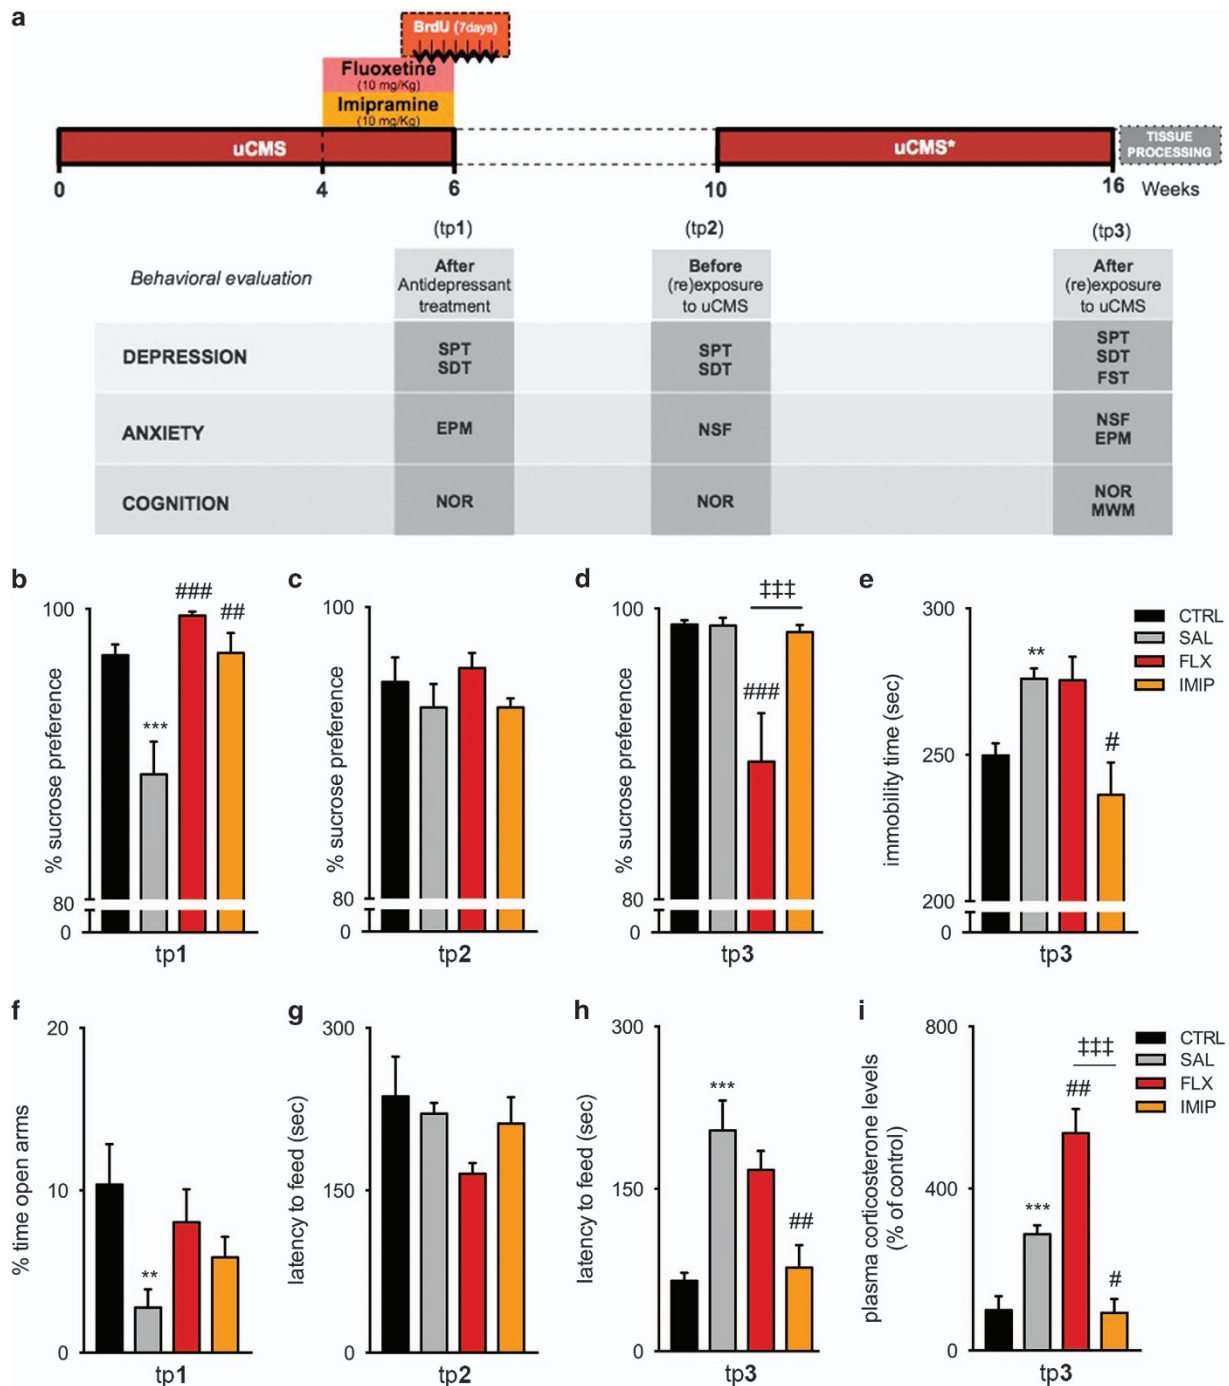 a
BrdU (7days)
Fluoxetine
(10 mg/Kg)
Imipramine
(10 mg/Kg)
uCMS
uCMS*
TISSUE
PROCESSING
0
4
6
10
16
Weeks
(tp1)
(tp2)
(tp3)
Behavioral evaluation
After
Antidepressant
treatment
Before
(re)exposure
to uCMS
After
(re)exposure
to uCMS
DEPRESSION
SPT
SDT
SPT
SDT
SPT
SDT
FST
ANXIETY
EPM
NSF
NSF
EPM
COGNITION
NOR
NOR
NOR
MWM
b
% sucrose preference
100
80
0
***
###
##
tp1
c
% sucrose preference
100
80
0
tp2
d
% sucrose preference
100
80
0
###
‡‡‡
tp3
e
immobility time (sec)
300
250
200
0
**
#
tp3
CTRL
SAL
FLX
IMIP
f
% time open arms
20
10
0
**
tp1
g
latency to feed (sec)
300
150
0
tp2
h
latency to feed (sec)
300
150
0
***
##
tp3
i
plasma corticosterone levels
(% of control)
800
400
0
***
##
‡‡‡
#
tp3
CTRL
SAL
FLX
IMIP